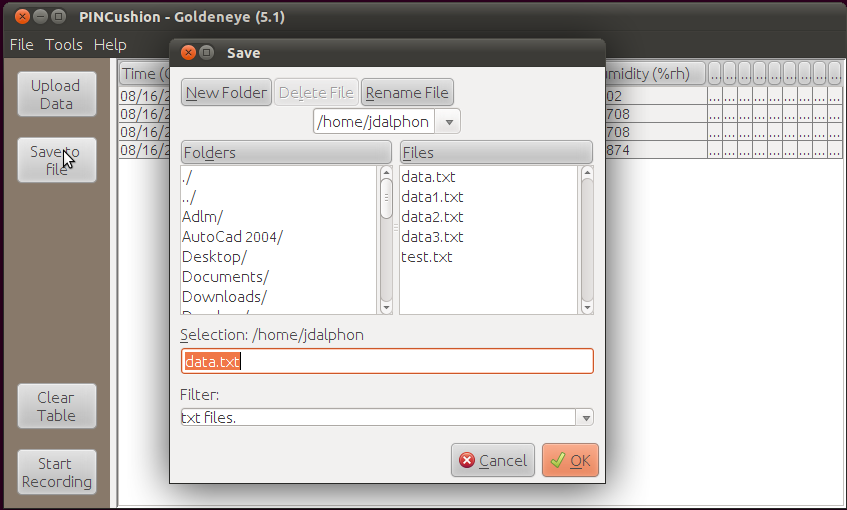 PINCushion - Goldeneye (5.1)
File Tools Help
Save
Upload
Data
Save to
file
Clear
Table
Start
Recording
Time (
midity (%rh)
... ... ... ... ... ... ... ... ...
08/16/2
02
... ... ... ... ... ... ... ... ...
08/16/2
708
... ... ... ... ... ... ... ... ...
08/16/2
708
... ... ... ... ... ... ... ... ...
08/16/2
874
... ... ... ... ... ... ... ... ...
New Folder
Delete File
Rename File
/home/jdalphon
Folders
./
../
Adlm/
AutoCad 2004/
Desktop/
Documents/
Downloads/
Files
data.txt
data1.txt
data2.txt
data3.txt
test.txt
Selection: /home/jdalphon
data.txt
Filter:
txt files.
Cancel
OK